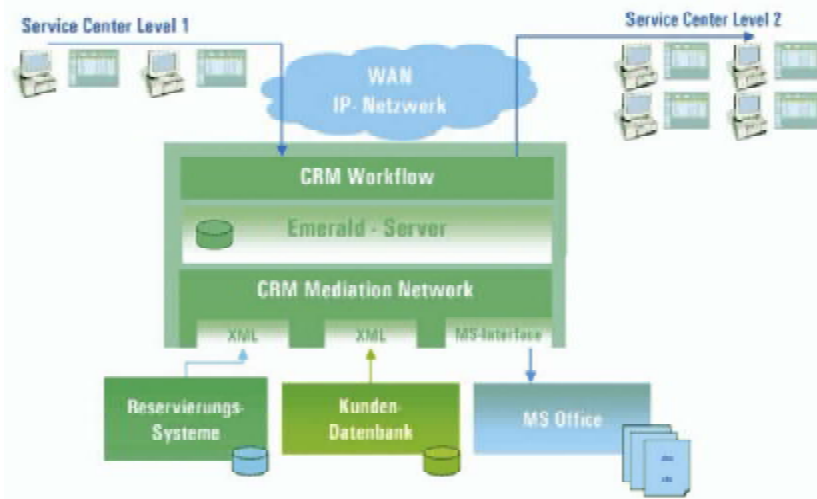 Service Center Level 1
Service Center Level 2
WAN
IP- Netzwerk
CRM Workflow
Emerald - Server
CRM Mediation Network
XML
XML
MS-Interface
Reservierungs-
Systeme
Kunden-
Datenbank
MS Office